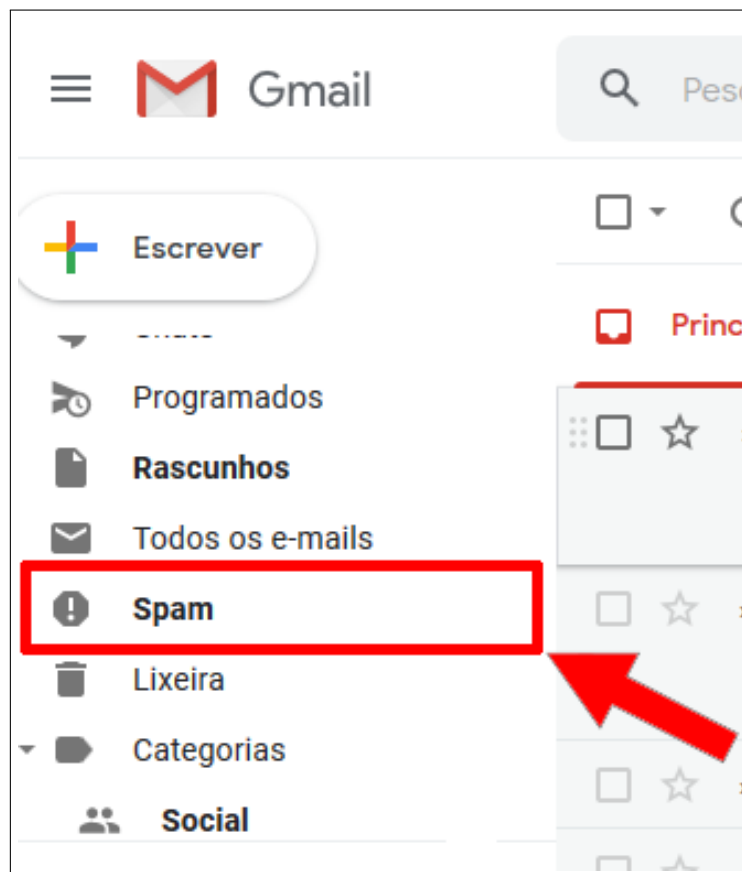 Gmail
Escrever
Programados
Rascunhos
Todos os e-mails
Spam
Lixeira
Categorias
Social